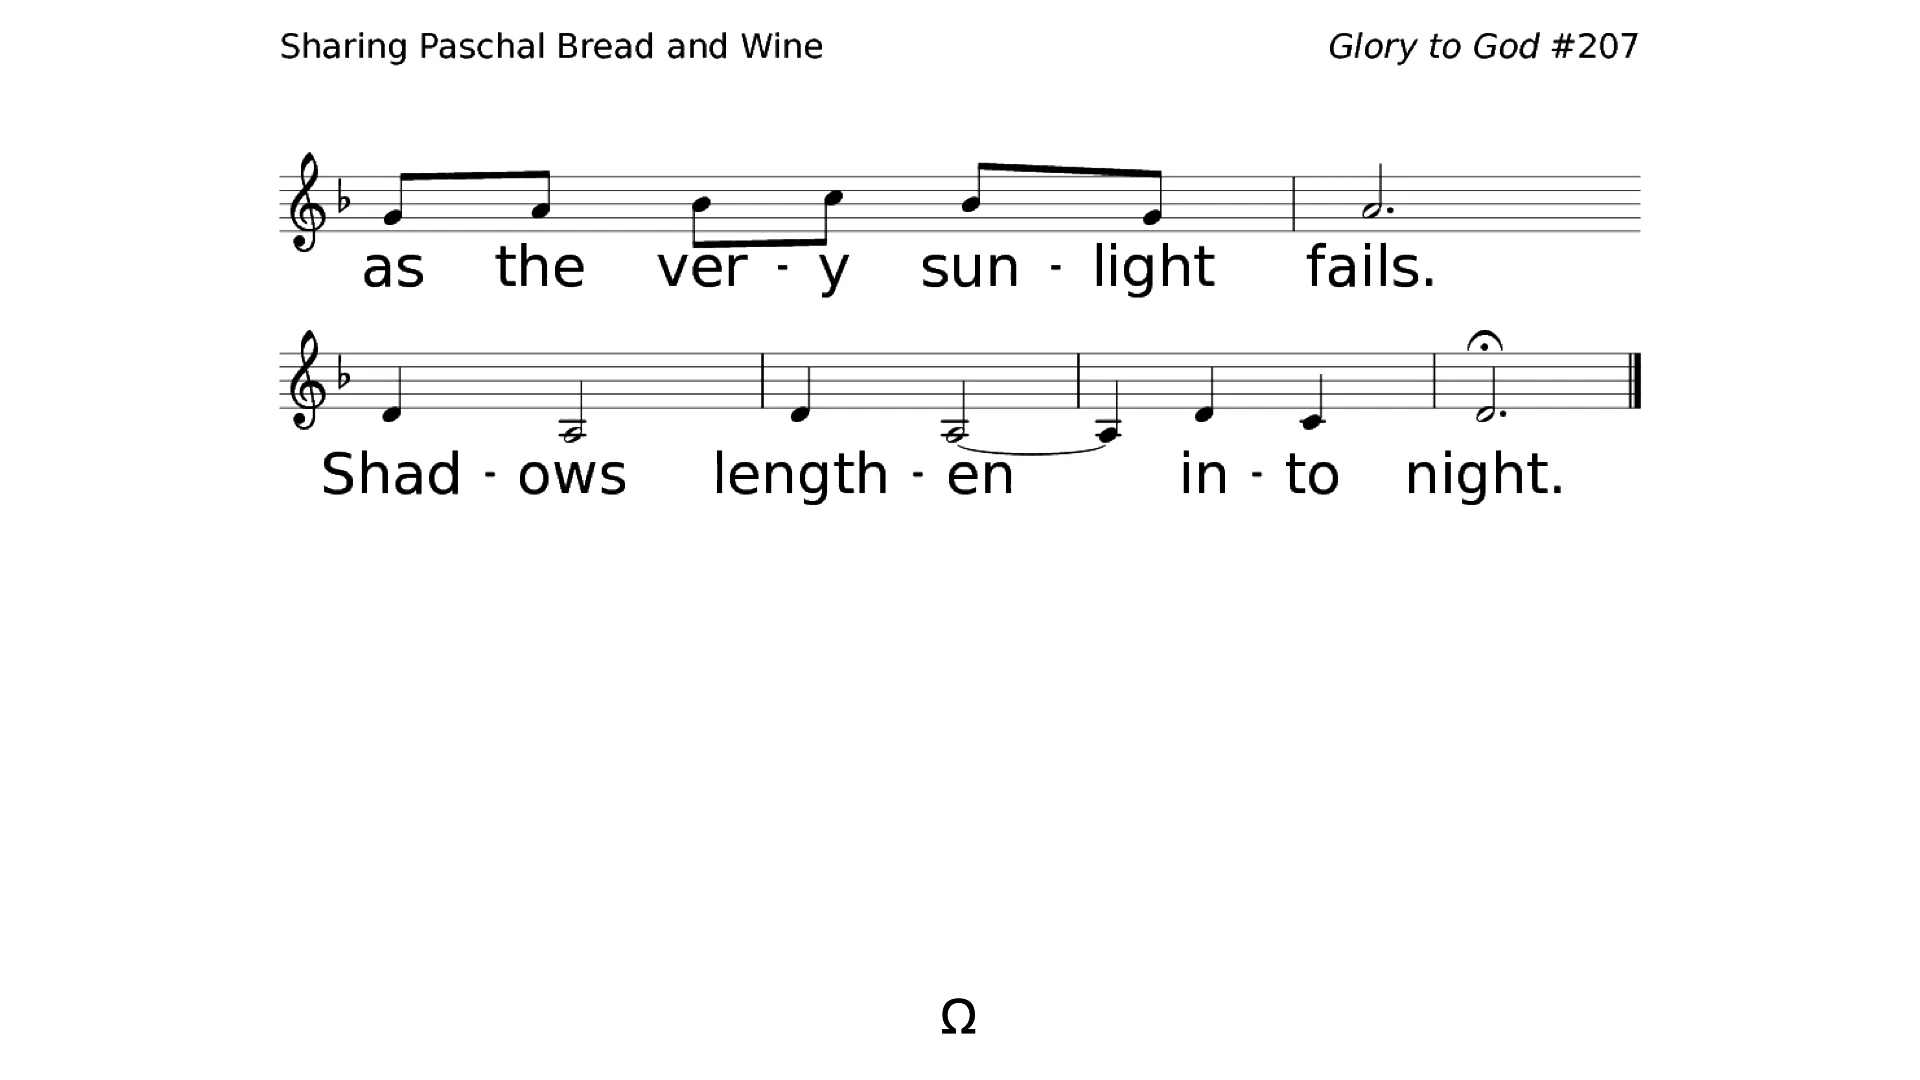 Sharing Paschal Bread and Wine
Glory to God #207
as the ver - y sun - light fails.
Shad - ows length - en in - to night.
Ω